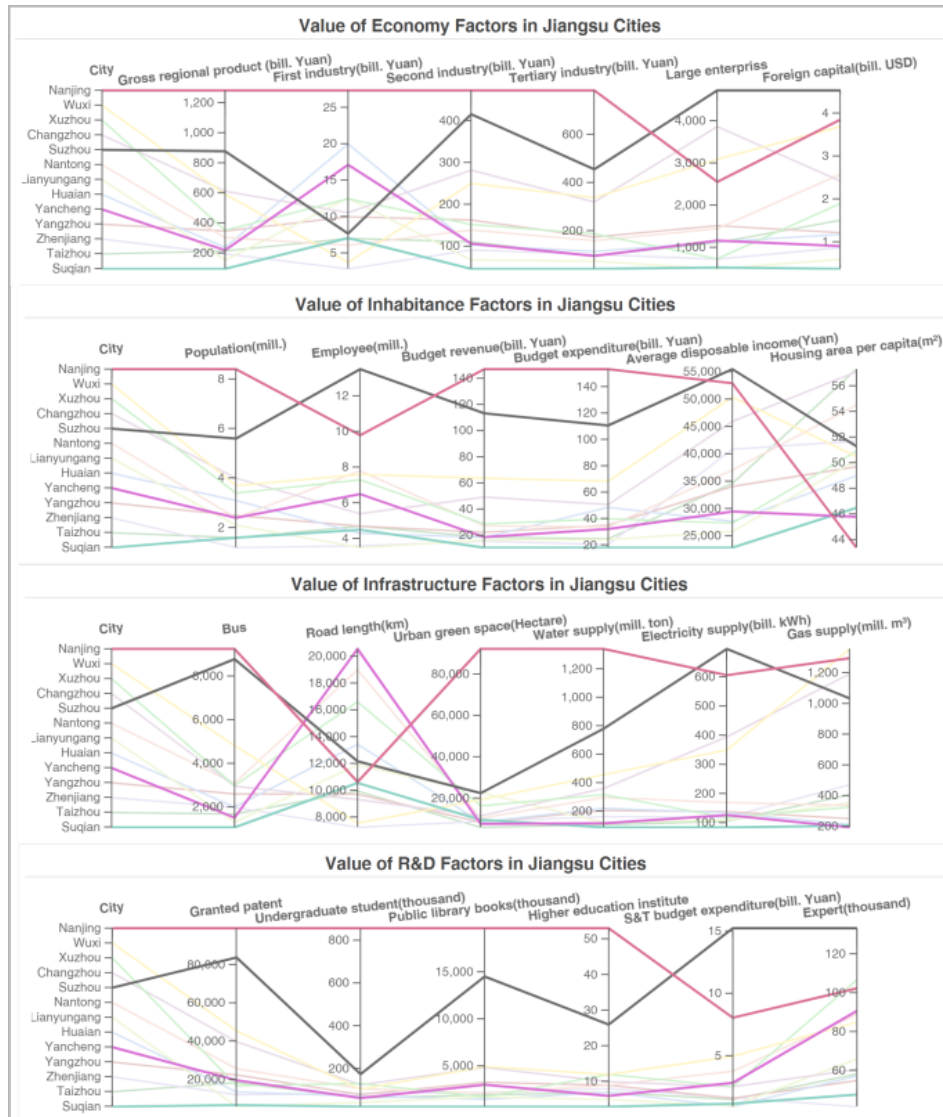 Value of Economy Factors in Jiangsu Cities
City
Gross regional product (bill. Yuan)
First industry(bill. Yuan)
Second industry(bill. Yuan)
Tertiary industry(bill. Yuan)
Large enterpriss
Foreign capital(bill. USD)
Nanjing
Wuxi
Xuzhou
Changzhou
Suzhou
Nantong
Lianyungang
Huaian
Yancheng
Yangzhou
Zhenjiang
Taizhou
Suqian
1,200
1,000
800
600
400
200
25
20
15
10
5
400
300
200
100
600
400
200
4,000
3,000
2,000
1,000
4
3
2
1
Value of Inhabitance Factors in Jiangsu Cities
City
Population(mill.)
Employee(mill.)
Budget revenue(bill. Yuan)
Budget expenditure(bill. Yuan)
Average disposable income(Yuan)
Housing area per capita(m²)
Nanjing
Wuxi
Xuzhou
Changzhou
Suzhou
Nantong
Lianyungang
Huaian
Yancheng
Yangzhou
Zhenjiang
Taizhou
Suqian
8
6
4
2
12
10
8
6
4
140
120
100
80
60
40
20
140
120
100
80
60
40
20
55,000
50,000
45,000
40,000
35,000
30,000
25,000
56
54
52
50
48
46
44
Value of Infrastructure Factors in Jiangsu Cities
City
Bus
Road length(km)
Urban green space(Hectare)
Water supply(mill. ton)
Electricity supply(bill. kWh)
Gas supply(mill. m³)
Nanjing
Wuxi
Xuzhou
Changzhou
Suzhou
Nantong
Lianyungang
Huaian
Yancheng
Yangzhou
Zhenjiang
Taizhou
Suqian
8,000
6,000
4,000
2,000
20,000
18,000
16,000
14,000
12,000
10,000
8,000
80,000
60,000
40,000
20,000
1,200
1,000
800
600
400
200
600
500
400
300
200
100
1,200
1,000
800
600
400
200
Value of R&D Factors in Jiangsu Cities
City
Granted patent
Undergraduate student(thousand)
Public library books(thousand)
Higher education institute
S&T budget expenditure(bill. Yuan)
Expert(thousand)
Nanjing
Wuxi
Xuzhou
Changzhou
Suzhou
Nantong
Lianyungang
Huaian
Yancheng
Yangzhou
Zhenjiang
Taizhou
Suqian
80,000
60,000
40,000
20,000
800
600
400
200
15,000
10,000
5,000
50
40
30
20
10
15
10
5
120
100
80
60